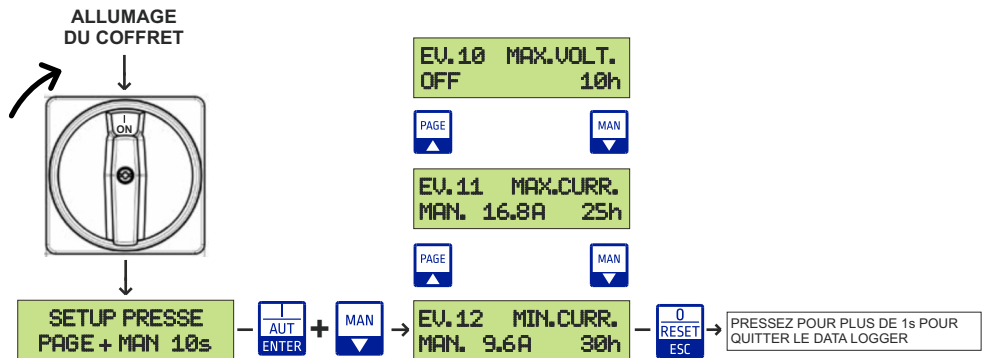 ALLUMAGE
DU COFFRET
I
ON
SETUP PRESSE
PAGE + MAN 10s
I
AUT
ENTER
+
MAN
EV.10 MAX.VOLT.
OFF 10h
PAGE
MAN
EV.11 MAX.CURR.
MAN. 16.8A 25h
PAGE
MAN
EV.12 MIN.CURR.
MAN. 9.6A 30h
0
RESET
ESC
PRESSEZ POUR PLUS DE 1s POUR
QUITTER LE DATA LOGGER